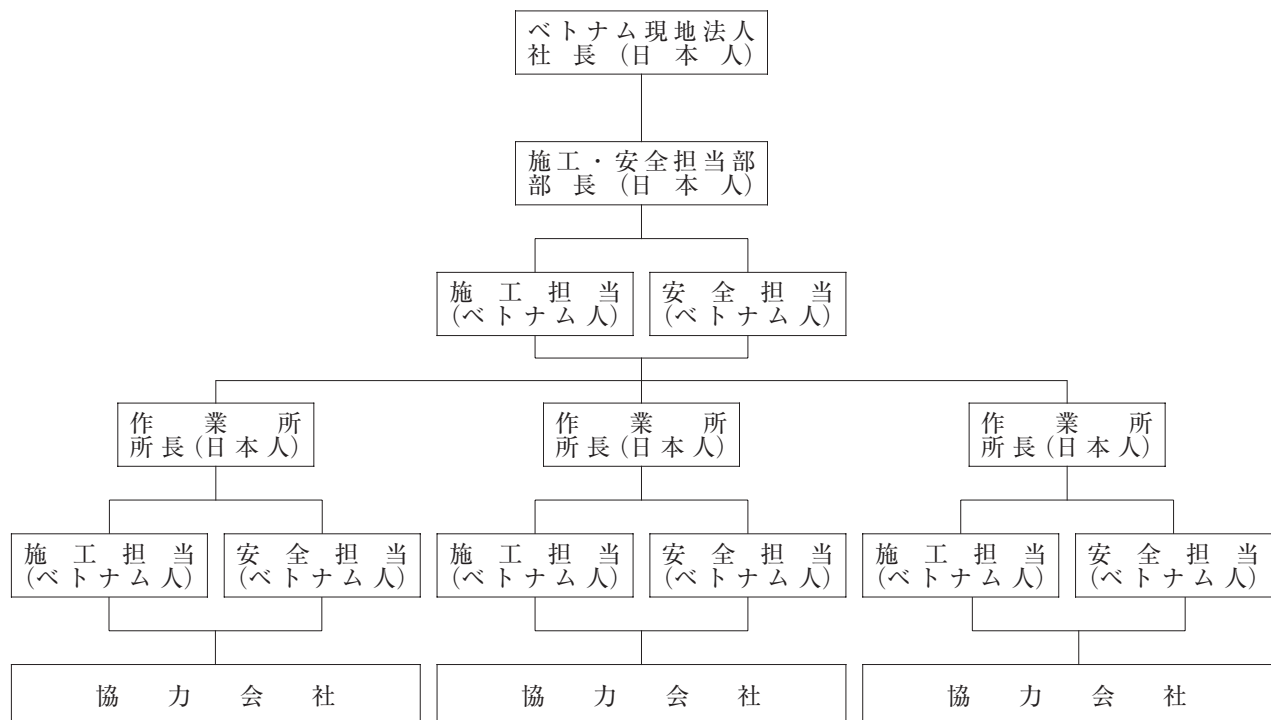 ベトナム現地法人
社長(日本人)
施工・安全担当部
部長(日本人)
施工担当
(ベトナム人)
安全担当
(ベトナム人)
作業所
所長(日本人)
作業所
所長(日本人)
作業所
所長(日本人)
施工担当
(ベトナム人)
安全担当
(ベトナム人)
施工担当
(ベトナム人)
安全担当
(ベトナム人)
施工担当
(ベトナム人)
安全担当
(ベトナム人)
協力会社
協力会社
協力会社